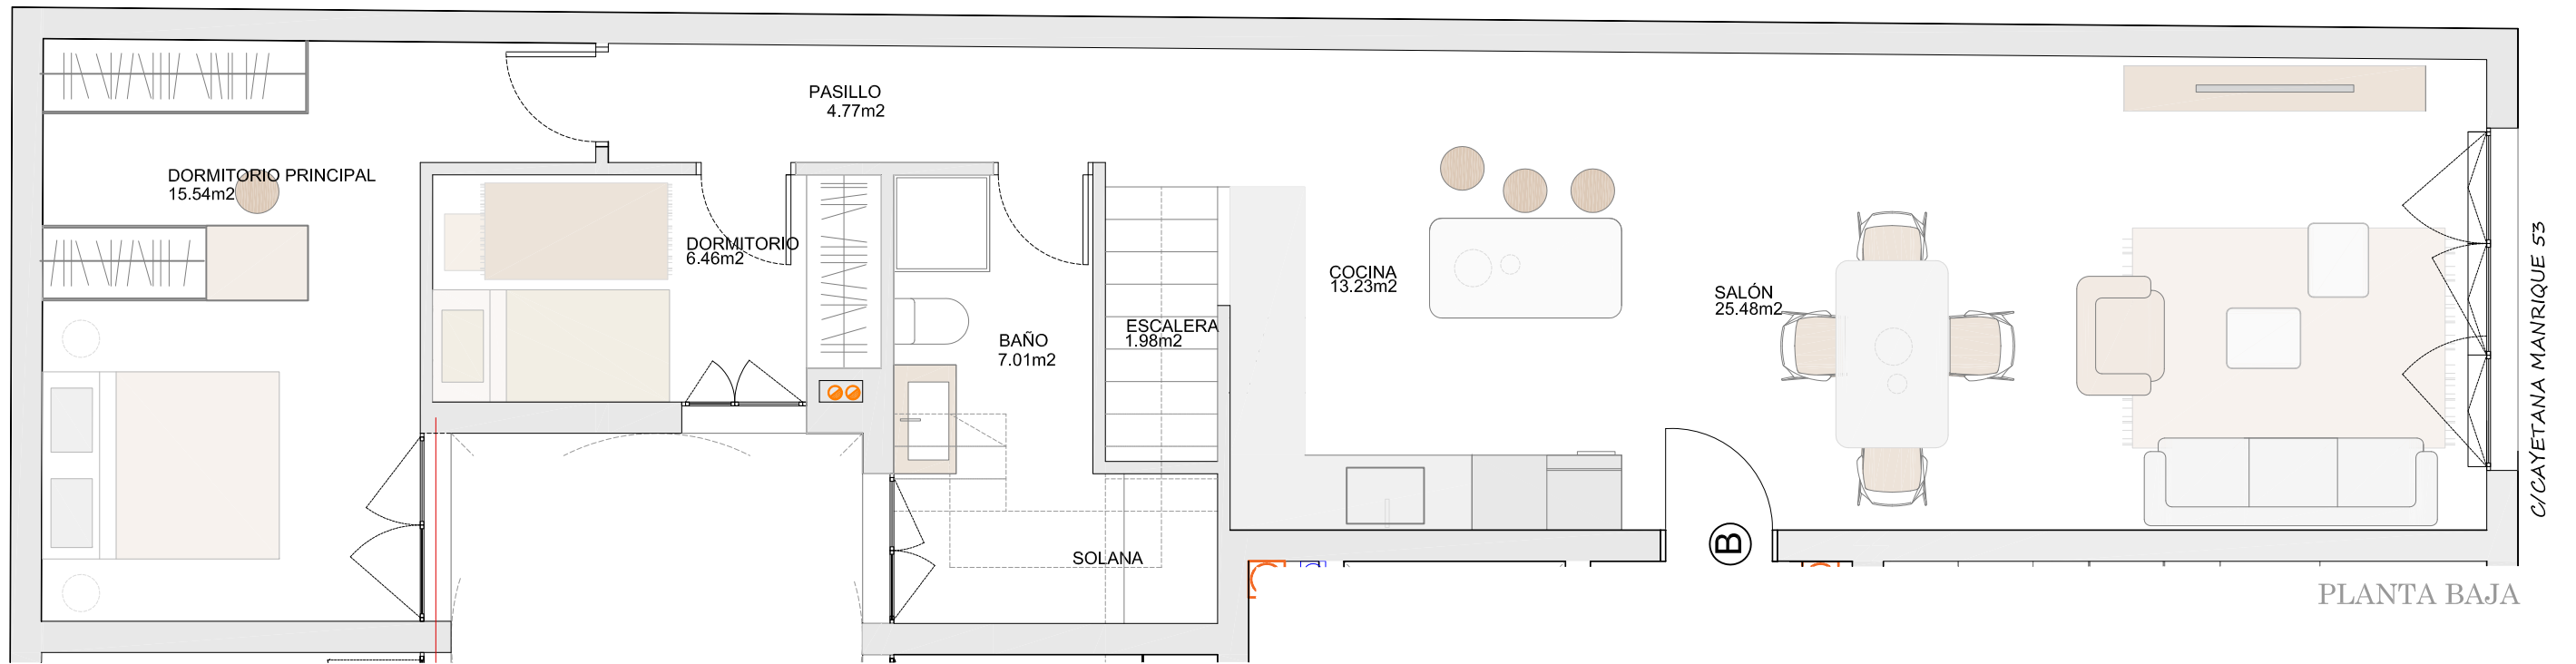 PASILLO
4.77m2
DORMITORIO PRINCIPAL
15.54m2
DORMITORIO
6.46m2
BAÑO
7.01m2
ESCALERA
1.98m2
COCINA
13.23m2
SALÓN
25.48m2
SOLANA
B
C/CAYETANA MANRIQUE 53
PLANTA BAJA